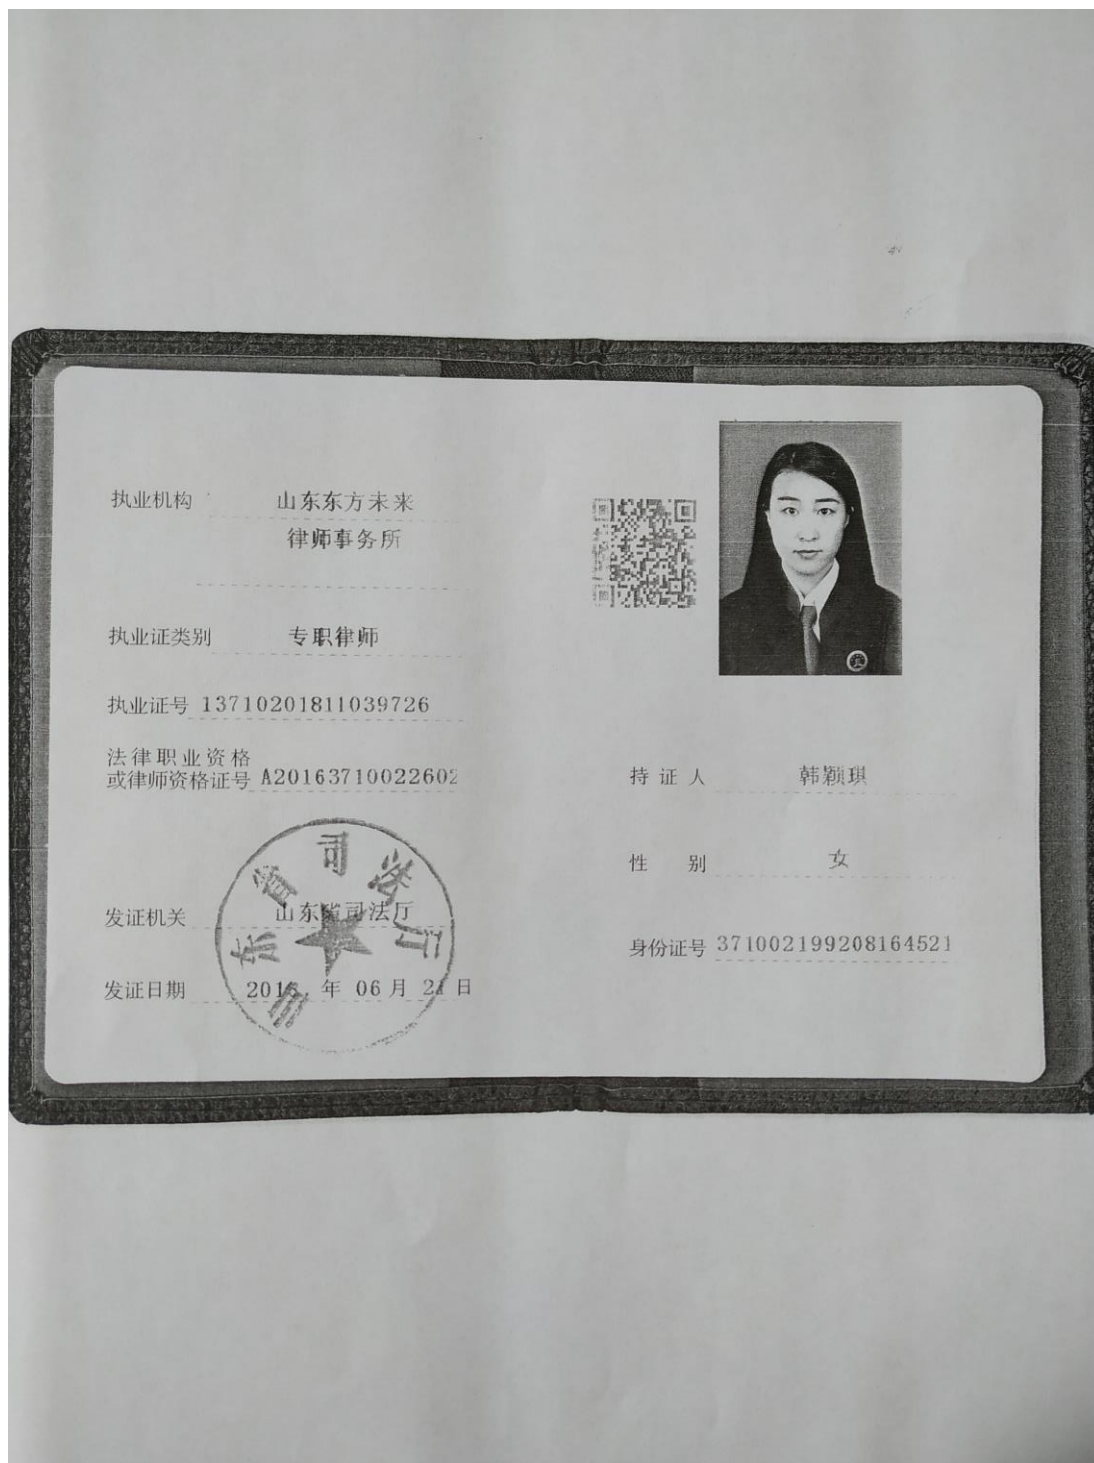 执业机构 山东东方未来
律师事务所
执业证类别 专职律师
执业证号 13710201811039726
法律职业资格
或律师资格证号 A20163710022602
发证机关 山东省司法厅
发证日期 年 06 月 21 日
山东省司法厅
持证人 韩颖琪
性别 女
身份证号 371002199208164521